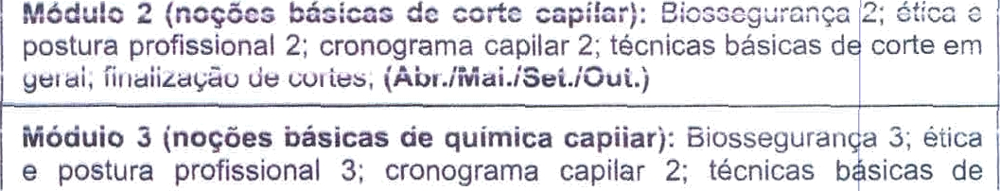 Módulo 2 (noções básicas de corte capilar): Biossegurança 2; ética e
postura profissional 2; cronograma capilar 2; técnicas básicas de corte em
geral; finalização de cortes; (Abr./Mai./Set./Out.)
Módulo 3 (noções básicas de química capilar): Biossegurança 3; ética
e postura profissional 3; cronograma capilar 2; técnicas básicas de